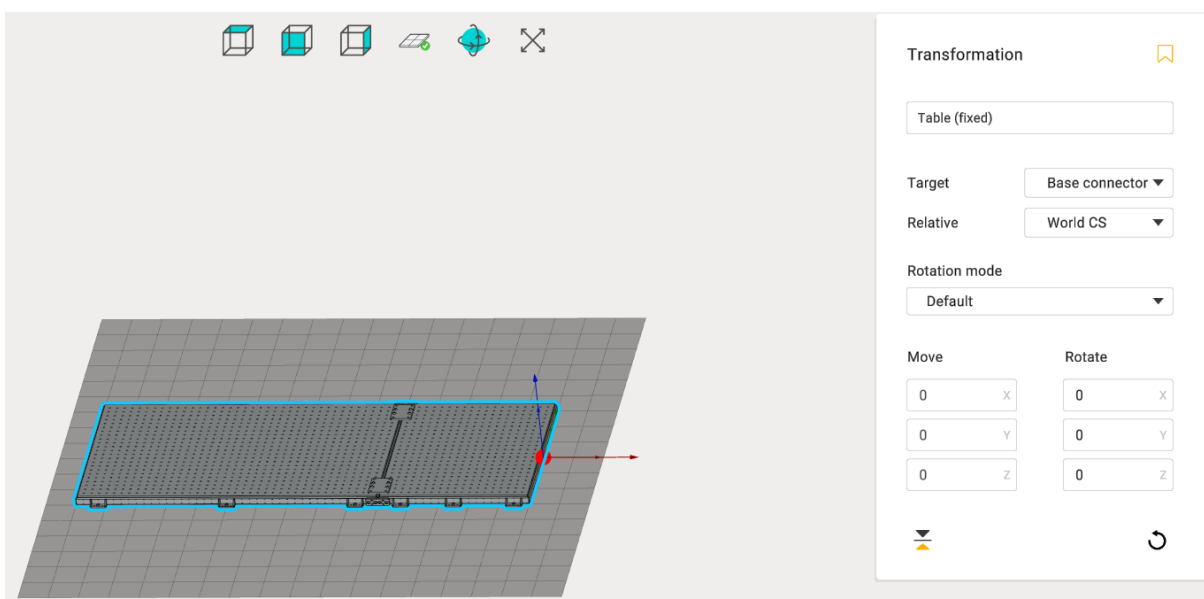 Transformation
Table (fixed)
Target Base connector
Relative World CS
Rotation mode
Default
Move Rotate
0 X 0 X
0 Y 0 Y
0 Z 0 Z